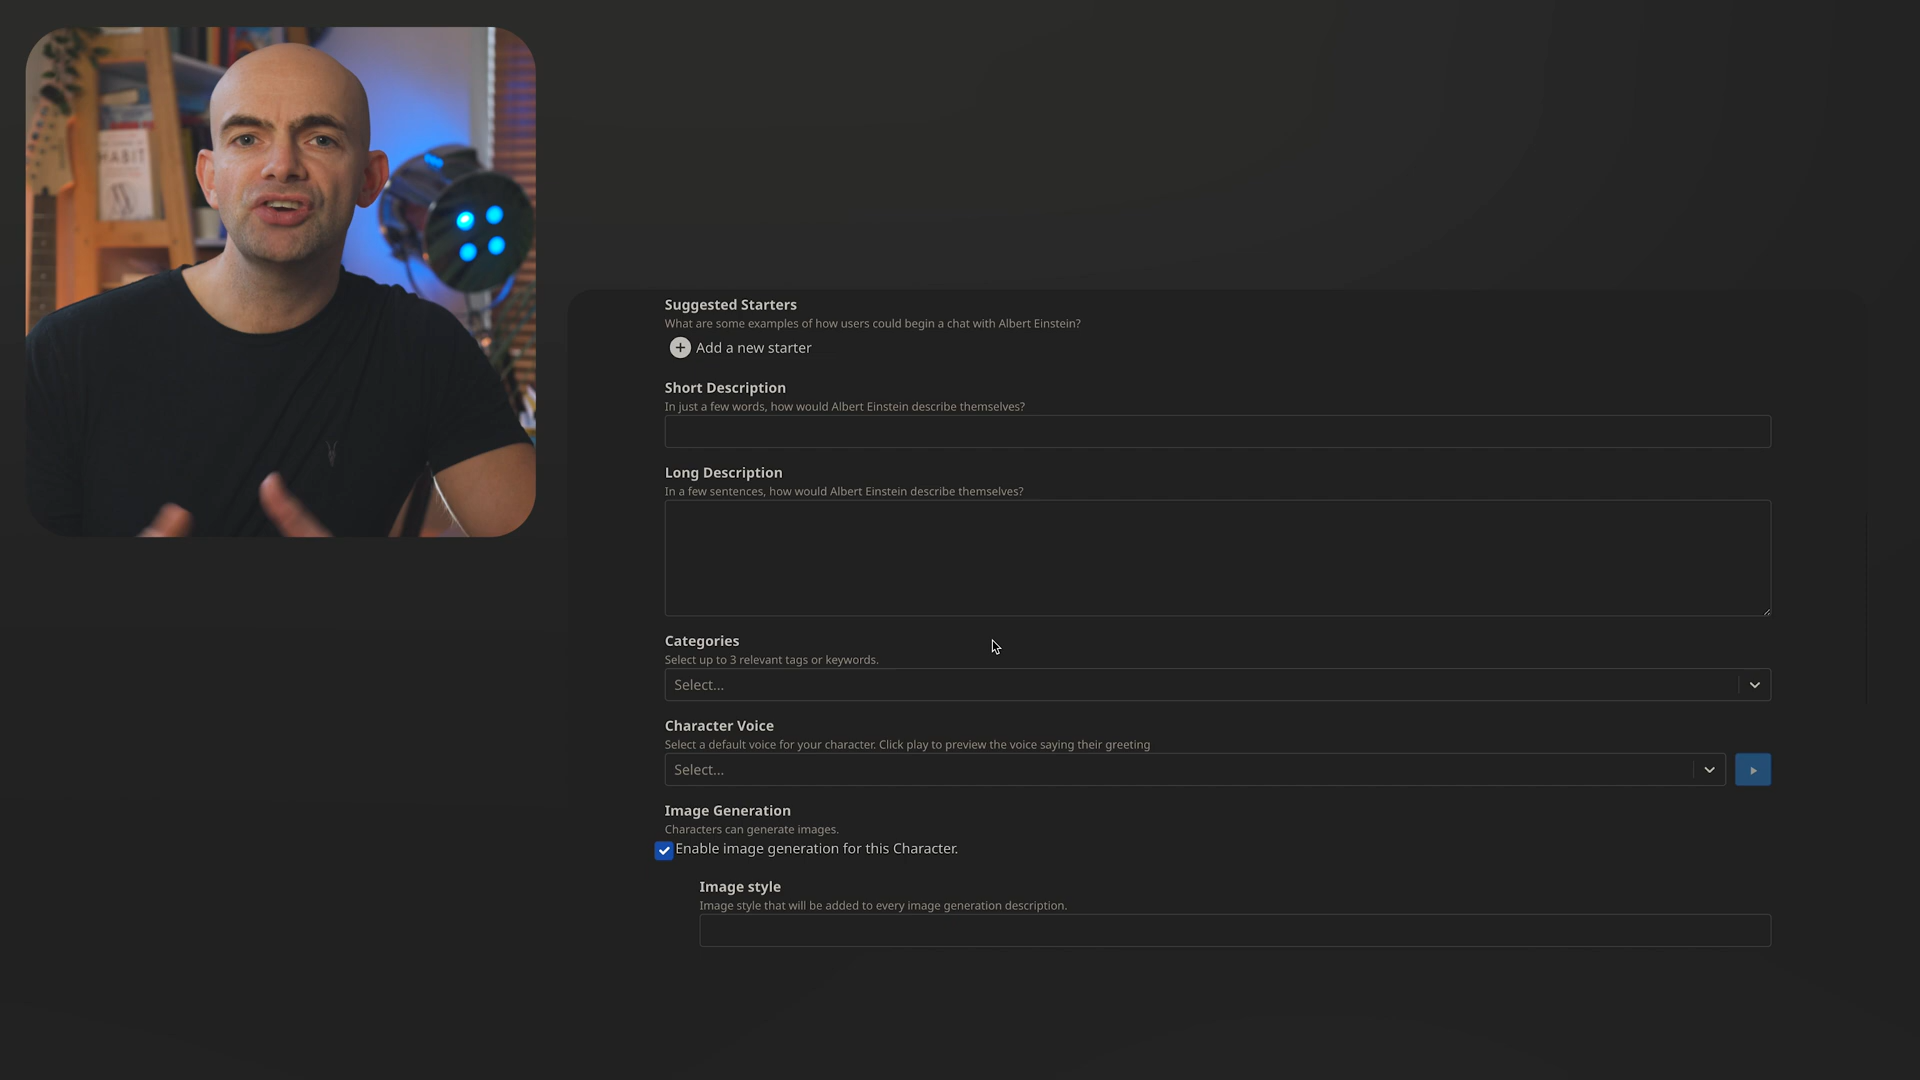 HABIT
Suggested Starters
What are some examples of how users could begin a chat with Albert Einstein?
Add a new starter
Short Description
In just a few words, how would Albert Einstein describe themselves?
Long Description
In a few sentences, how would Albert Einstein describe themselves?
Categories
Select up to 3 relevant tags or keywords.
Select...
Character Voice
Select a default voice for your character. Click play to preview the voice saying their greeting
Select...
Image Generation
Characters can generate images.
Enable image generation for this Character.
Image style
Image style that will be added to every image generation description.